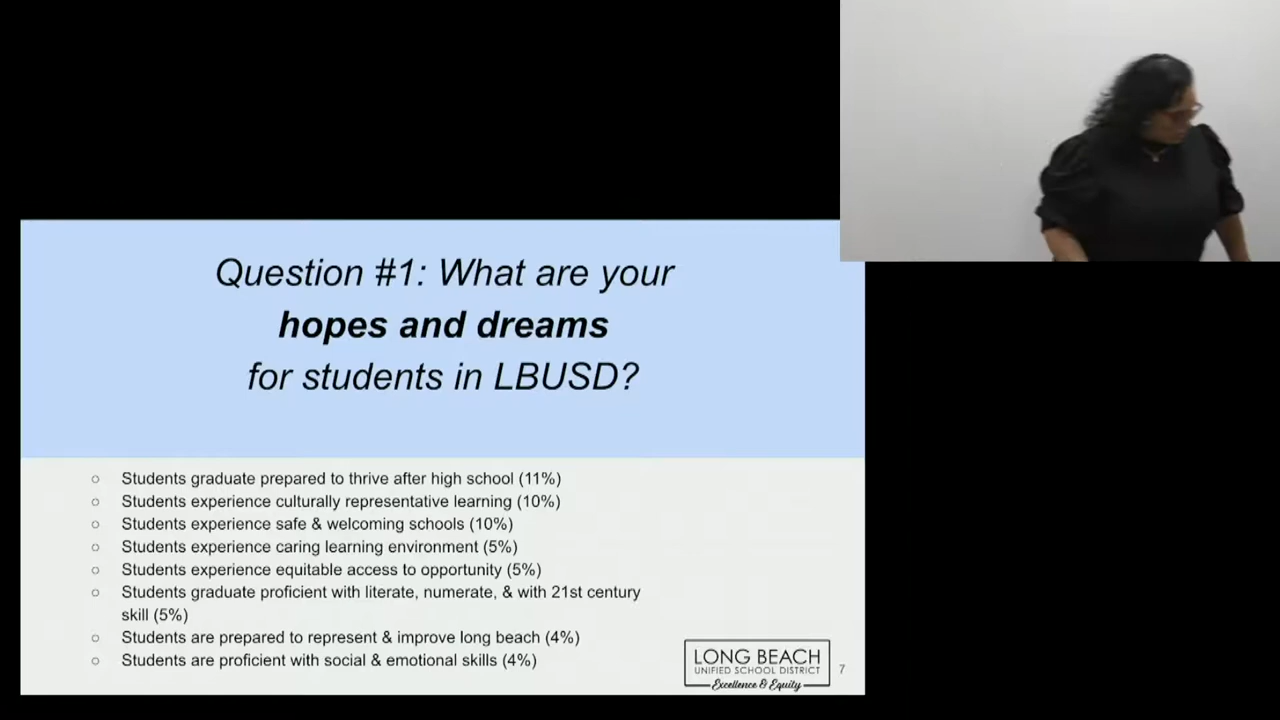 Question #1: What are your
hopes and dreams
for students in LBUSD?
○ Students graduate prepared to thrive after high school (11%)
○ Students experience culturally representative learning (10%)
○ Students experience safe & welcoming schools (10%)
○ Students experience caring learning environment (5%)
○ Students experience equitable access to opportunity (5%)
○ Students graduate proficient with literate, numerate, & with 21st century
skill (5%)
○ Students are prepared to represent & improve long beach (4%)
○ Students are proficient with social & emotional skills (4%)
LONG BEACH
UNIFIED SCHOOL DISTRICT
Excellence & Equity
7